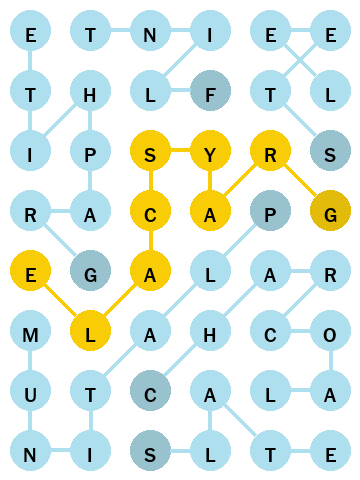 E T N I E E
T H L F T L
I P S Y R S
R A C A P G
E G A L A R
M L A H C O
U T C A L A
N I S L T E